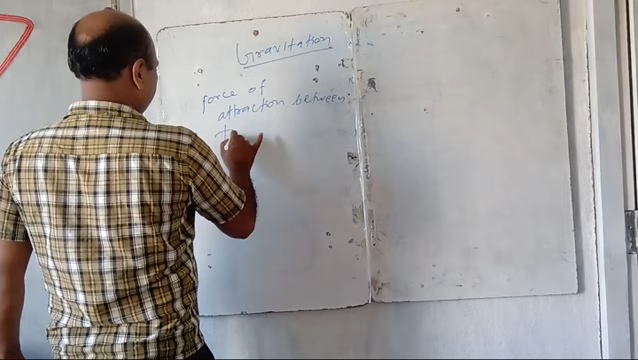 Gravitation
force of
attraction between
t